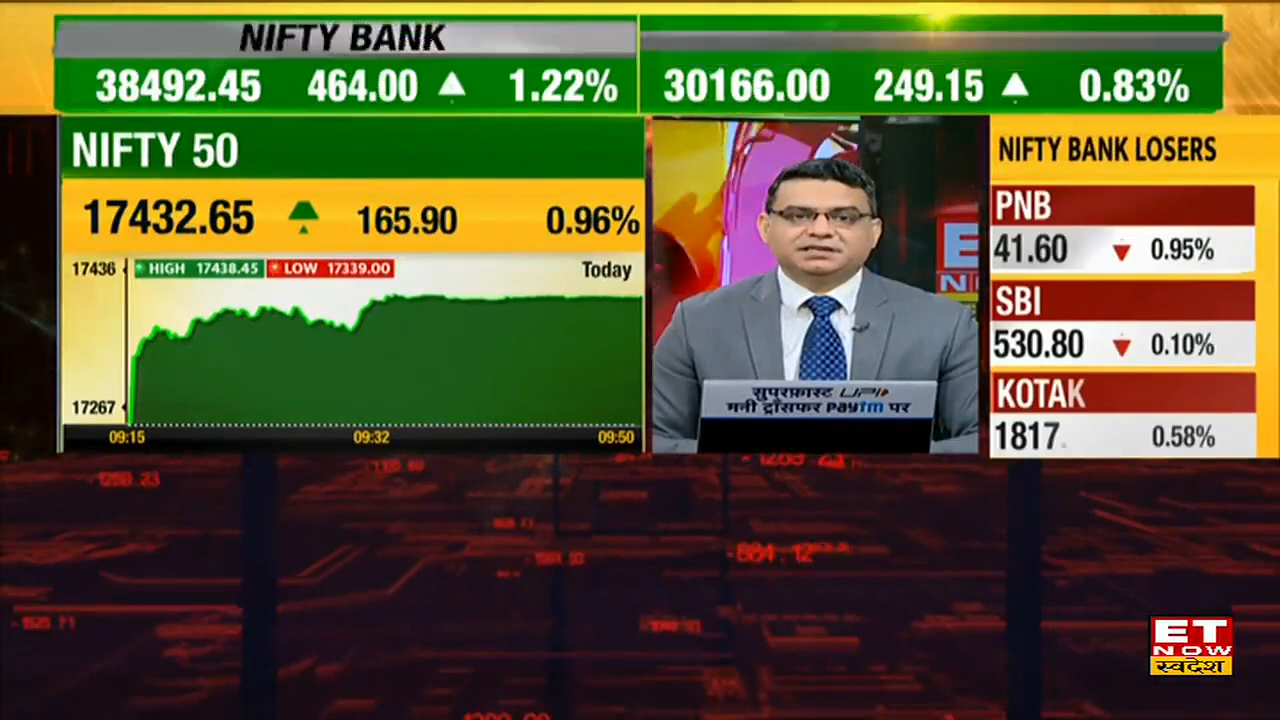 NIFTY BANK
38492.45 464.00 1.22%
30166.00 249.15 0.83%
NIFTY 50
17432.65 165.90 0.96%
17436 HIGH 17438.45 LOW 17339.00 Today
17267
09:15 09:32 09:50
सुपरफ़ास्ट UPI
मनी ट्रांसफर paytm पर
NIFTY BANK LOSERS
PNB
41.60 0.95%
SBI
530.80 0.10%
KOTAK
1817. 0.58%
ET
NOW
स्वदेश